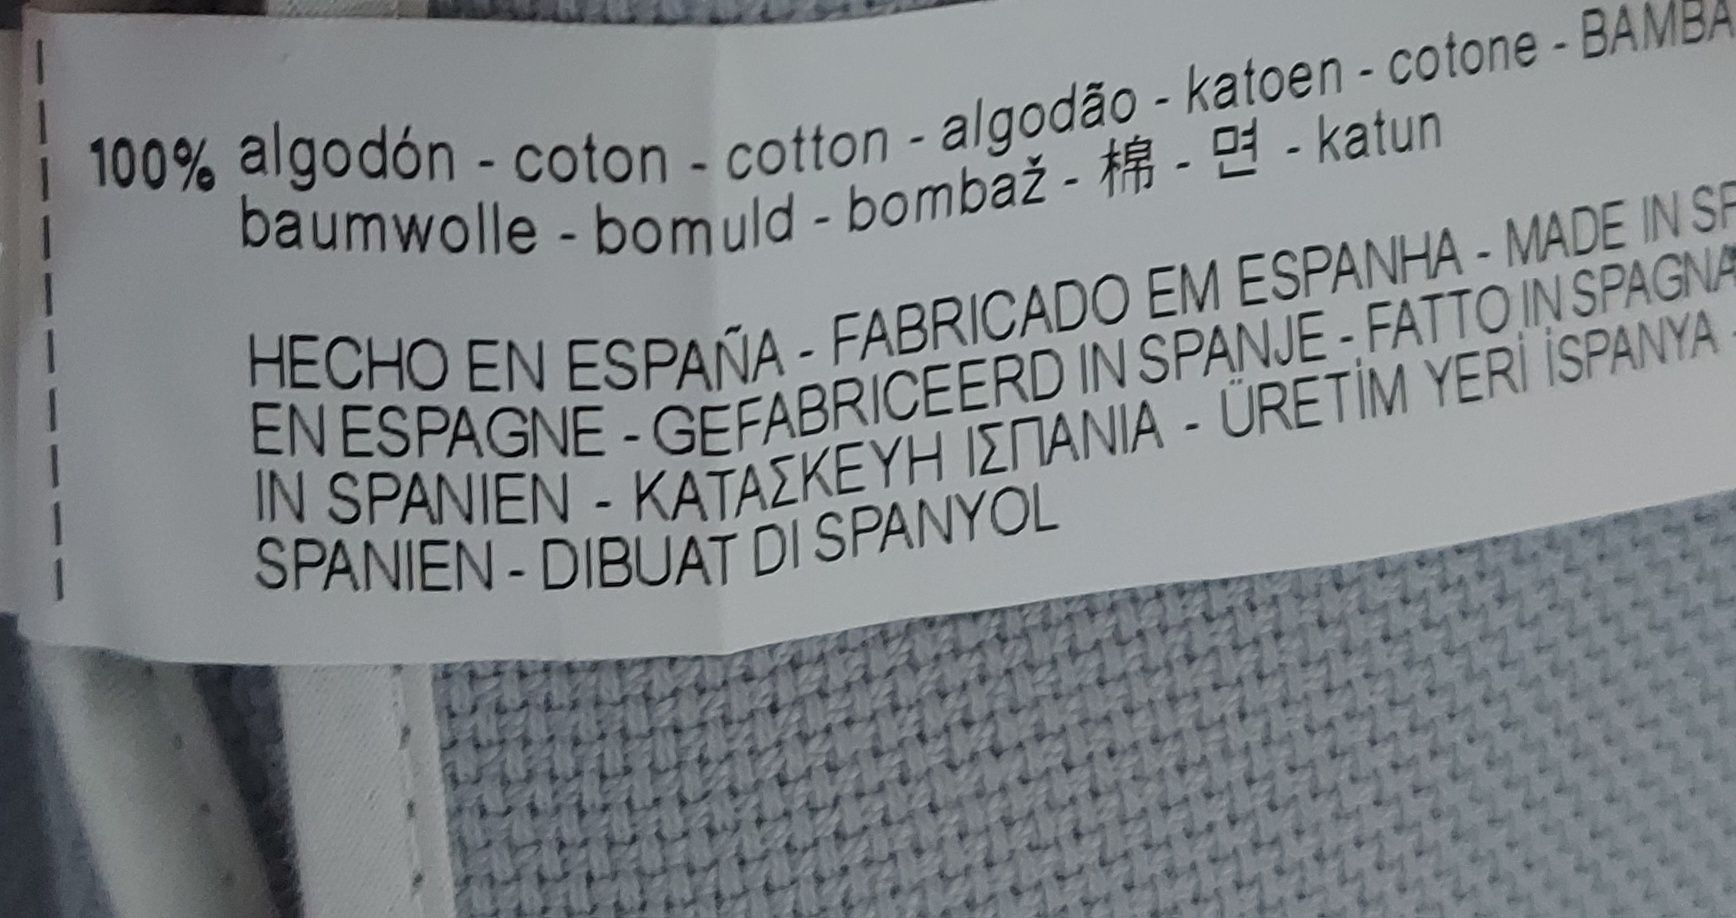 100% algodón - coton - cotton - algodão - katoen - cotone -
baumwolle - bomuld - bombaž - 棉 - 면 - katun
HECHO EN ESPAÑA - FABRICADO EM ESPANHA - MADE IN
EN ESPAGNE - GEFABRICEERD IN SPANJE - FATTO IN SPAGNA
IN SPANIEN - ΚΑΤΑΣΚΕΥΗ ΙΣΠΑΝΙΑ - ÜRETİM YERİ İSPANYA -
SPANIEN - DIBUAT DI SPANYOL